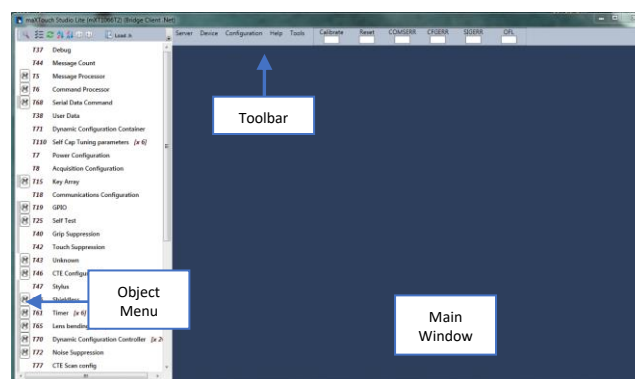 maXTouch Studio Lite (mXT1066T2) (Bridge Client .Net)
Load
Server Device Configuration Help Tools Calibrate Reset COMSERR CFGERR SIGERR OFL
T37 Debug
T44 Message Count
M T5 Message Processor
M T6 Command Processor
M T68 Serial Data Command
T38 User Data
T71 Dynamic Configuration Container
T110 Self Cap Tuning parameters [x 6]
T7 Power Configuration
T8 Acquisition Configuration
M T15 Key Array
T18 Communications Configuration
M T19 GPIO
M T25 Self Test
T40 Grip Suppression
T42 Touch Suppression
M T43 Unknown
M T46 CTE Configu
T47 Stylus
M Shieldless
M T61 Timer [x 6]
M T65 Lens bending
M T70 Dynamic Configuration Controller [x 2
M T72 Noise Suppression
T77 CTE Scan config
Toolbar
Object
Menu
Main
Window